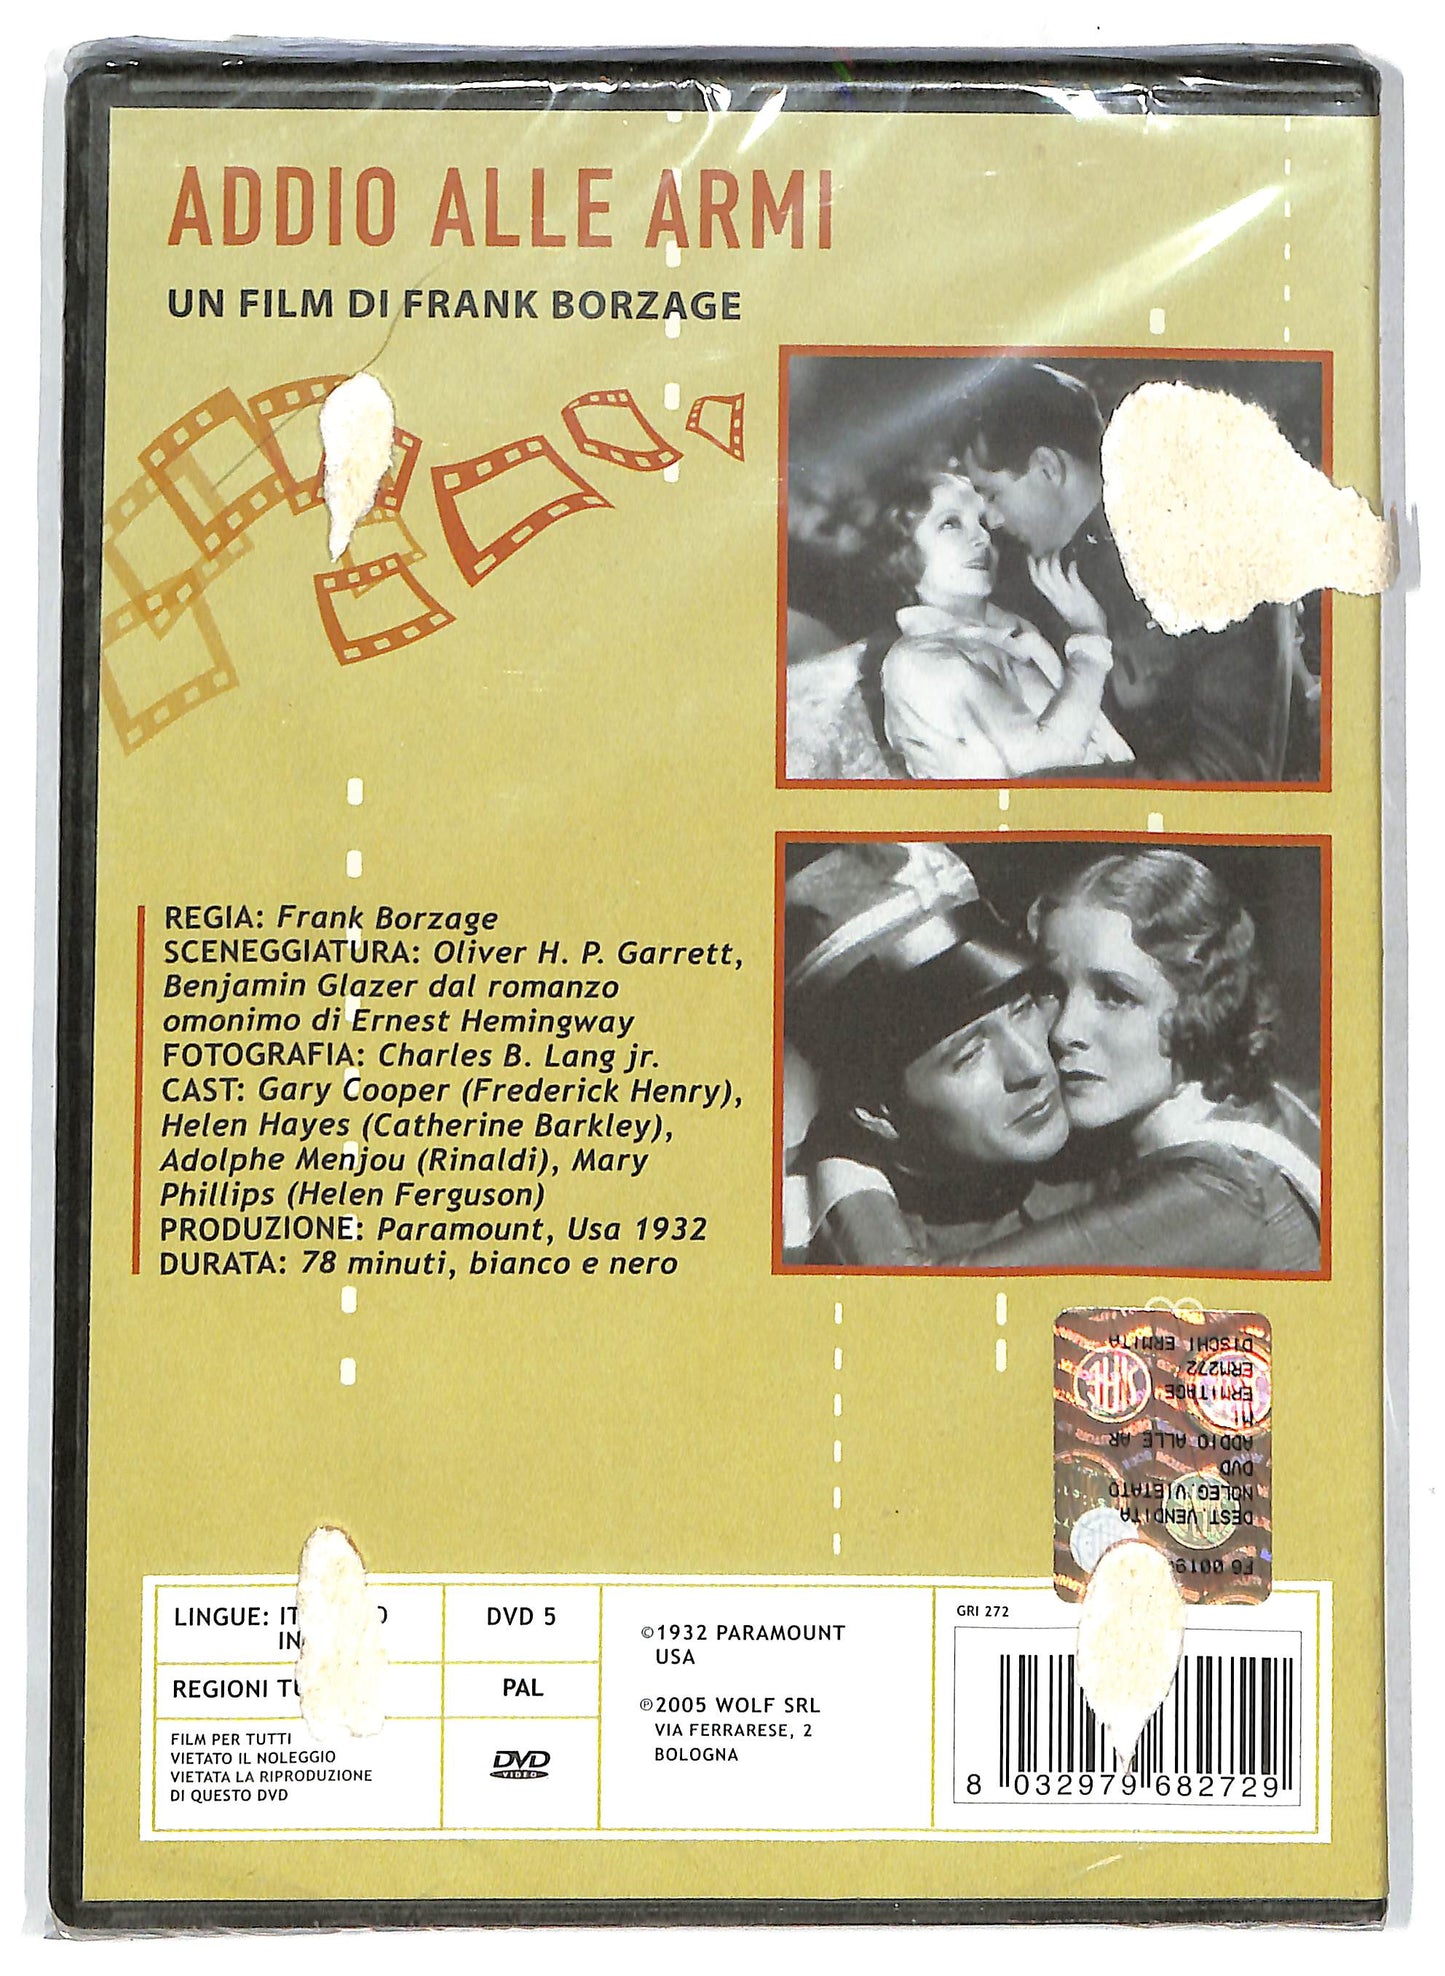 ADDIO ALLE ARMI
UN FILM DI FRANK BORZAGE
REGIA: Frank Borzage
SCENEGGIATURA: Oliver H. P. Garrett,
Benjamin Glazer dal romanzo
omonimo di Ernest Hemingway
FOTOGRAFIA: Charles B. Lang jr.
CAST: Gary Cooper (Frederick Henry),
Helen Hayes (Catherine Barkley),
Adolphe Menjou (Rinaldi), Mary
Phillips (Helen Ferguson)
PRODUZIONE: Paramount, Usa 1932
DURATA: 78 minuti, bianco e nero
DISCHI ERMITA
ERM272
ERMITAGE
MI
ADDIO ALLE AR
DVD
NOLEG.VIETATO
DEST.VENDITA
LINGUE:
REGIONI
FILM PER TUTTI
VIETATO IL NOLEGGIO
VIETATA LA RIPRODUZIONE
DI QUESTO DVD
DVD 5
PAL
DVD
VIDEO
©1932 PARAMOUNT
USA
℗2005 WOLF SRL
VIA FERRARESE, 2
BOLOGNA
GRI 272
8 032979 682729